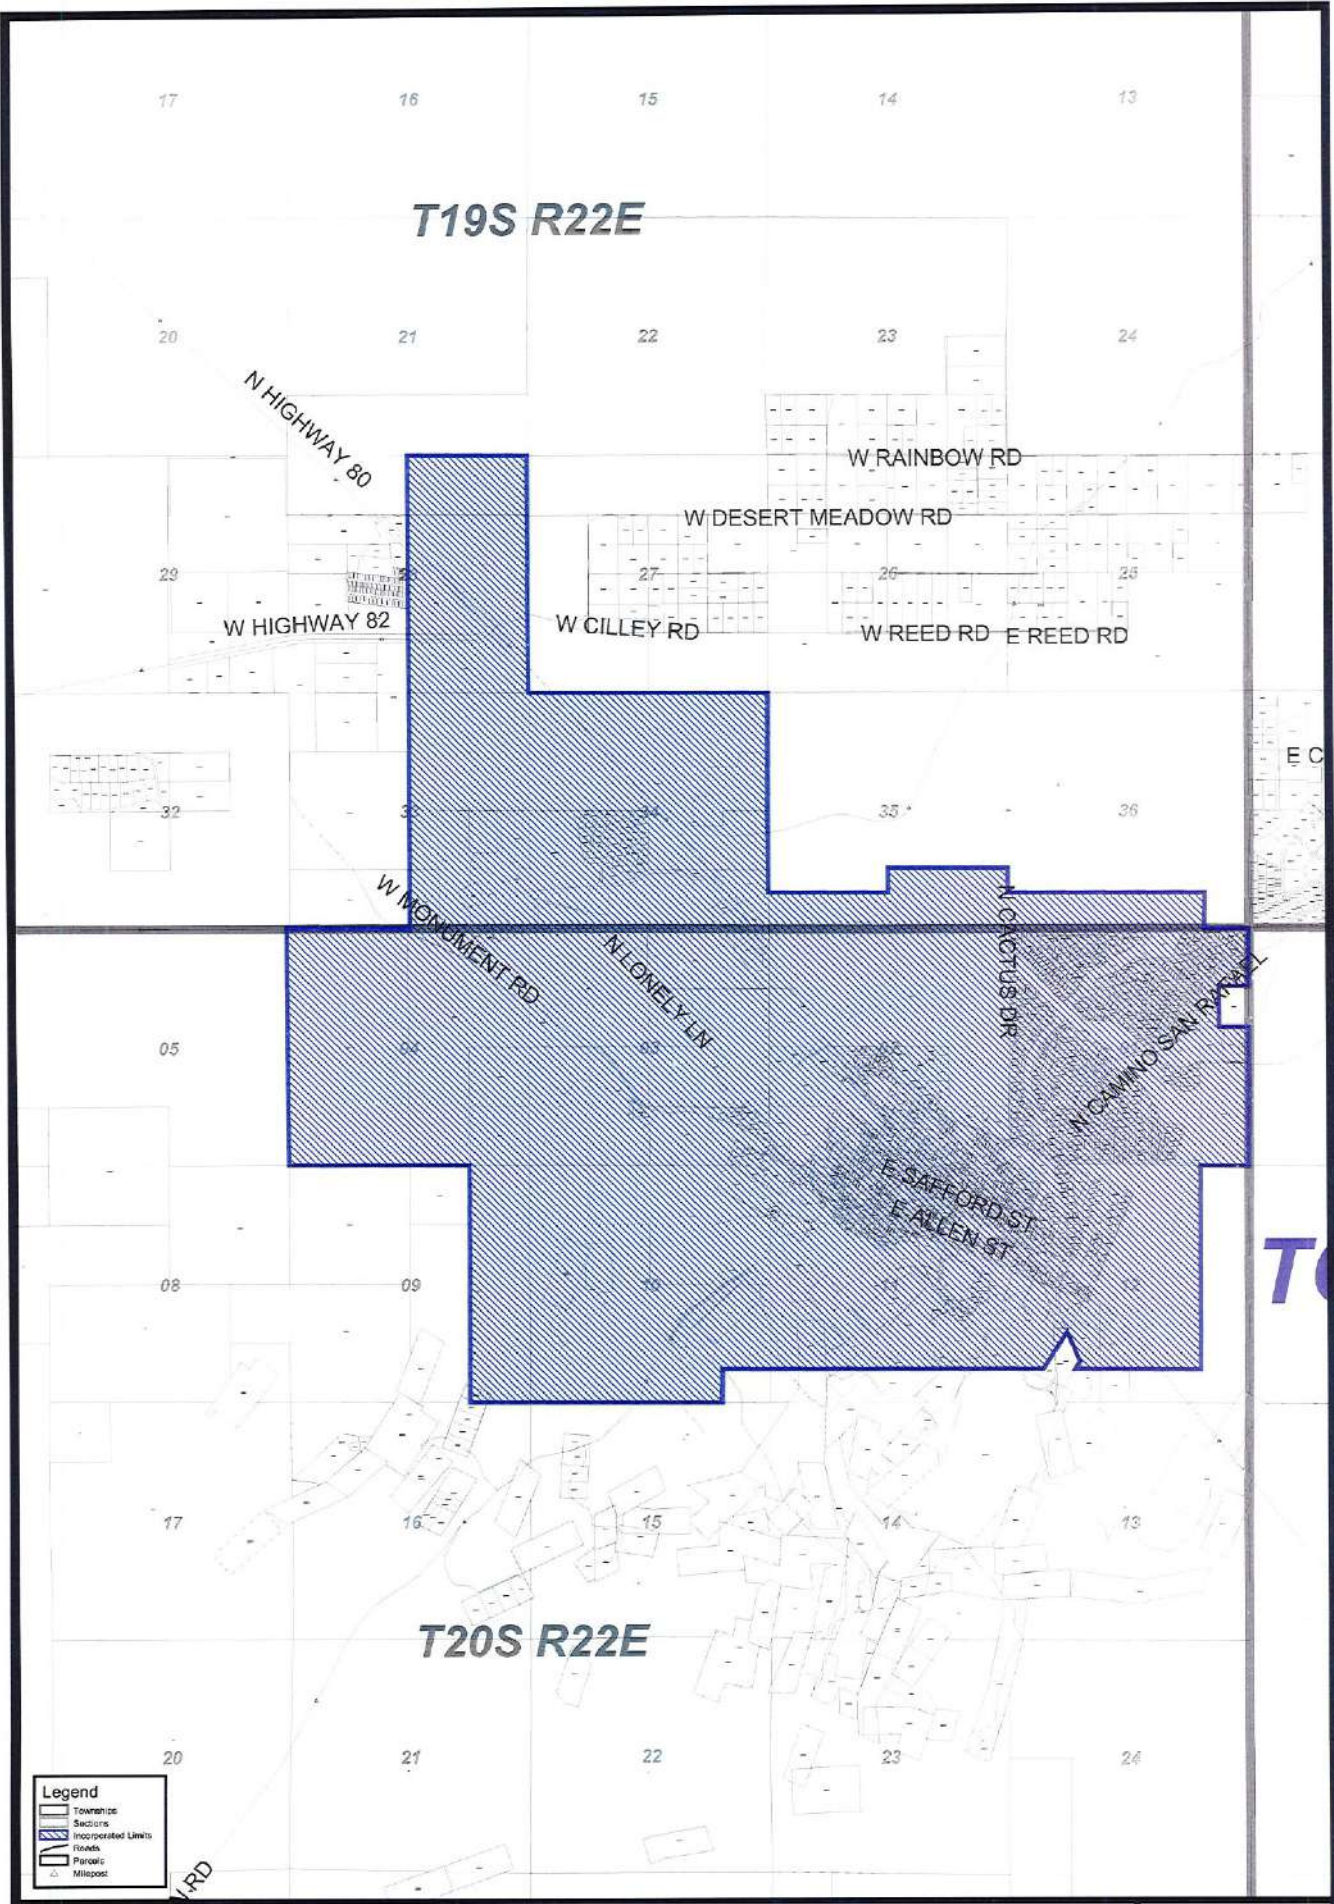 17 16 15 14 13
T19S R22E
20 21 22 23 24
N HIGHWAY 80
W RAINBOW RD
W DESERT MEADOW RD
29 27 26 25
W HIGHWAY 82
W CILLEY RD
W REED RD
E REED RD
E C
32 34 35 36
W MONUMENT RD
N LONELY LN
N CACTUS DR
N CAMINO SAN RAFAEL
05 04 03 02
E SAFFORD ST
E ALLEN ST
08 09 10 12
17 16 15 14 13
T20S R22E
20 21 22 23 24
Legend
Townships
Sections
Incorporated Limits
Roads
Parcels
Milepost
RD